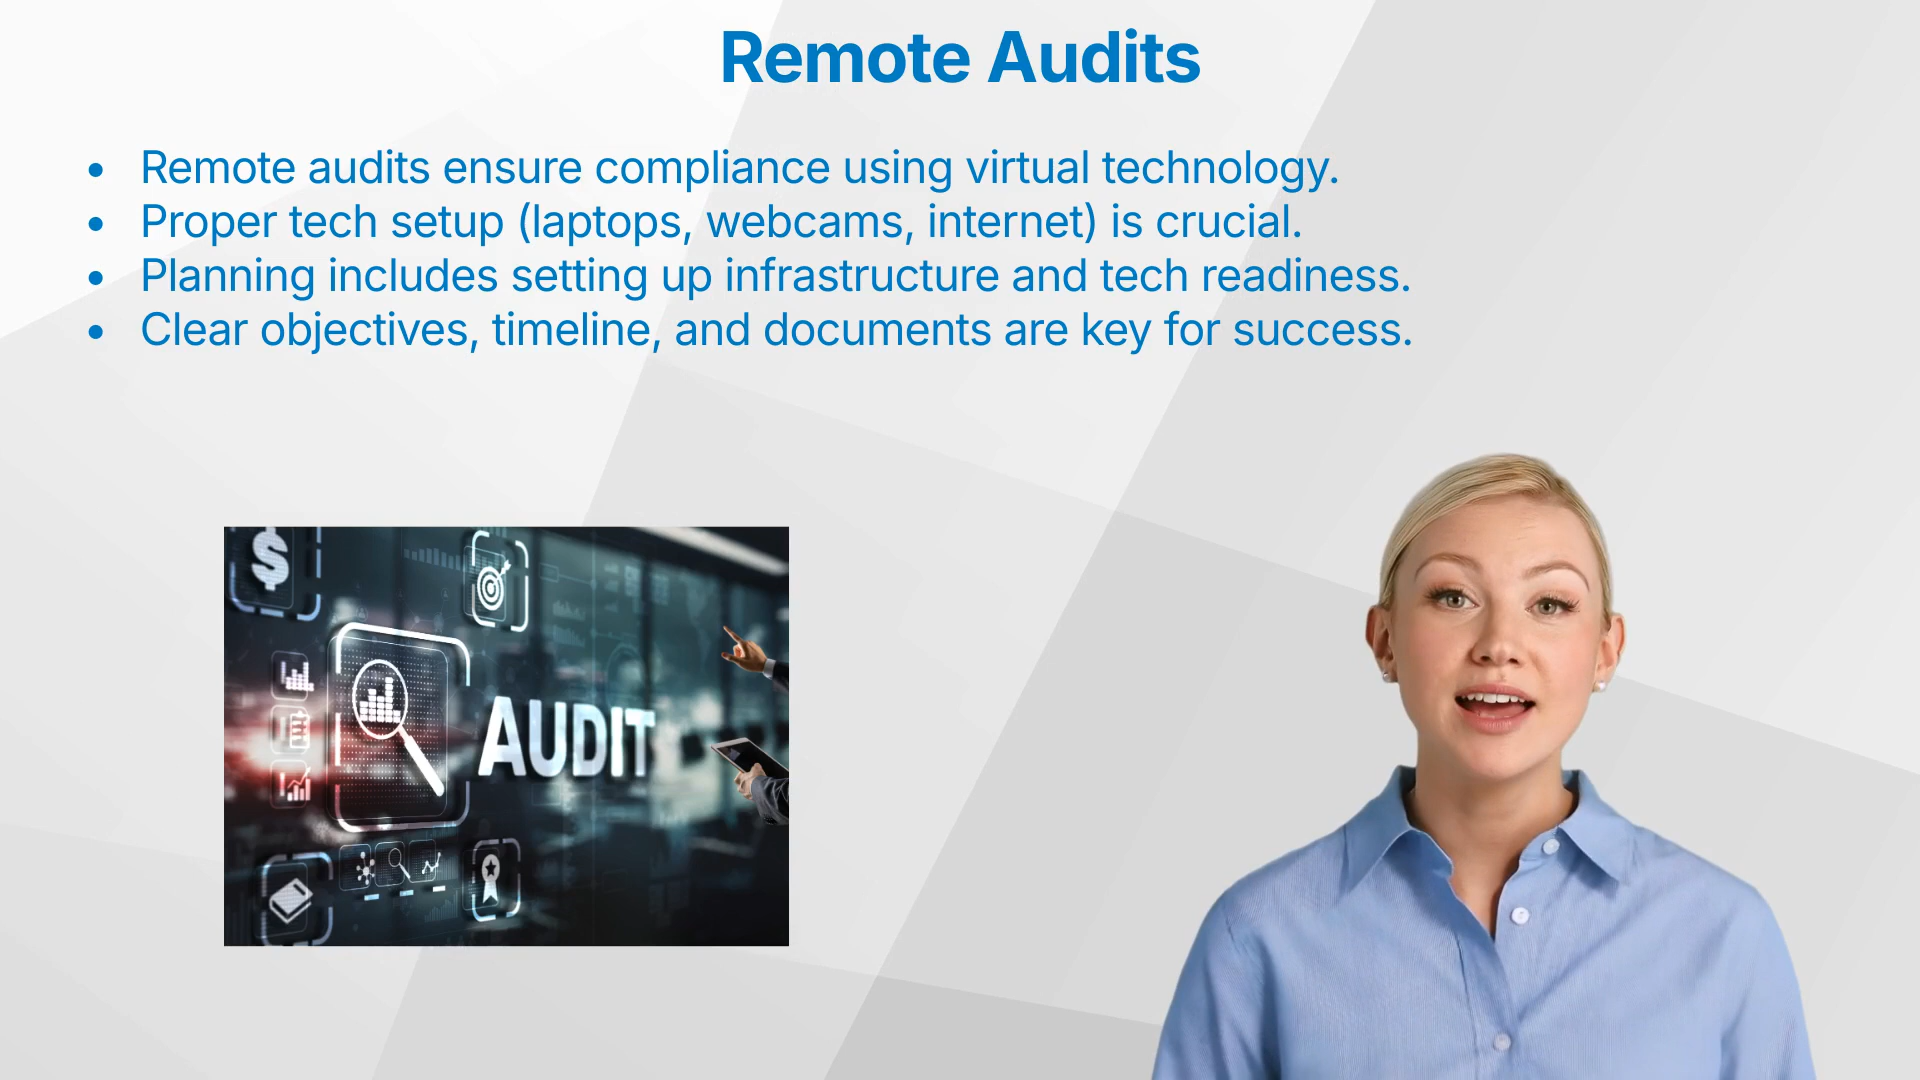 Remote Audits
• Remote audits ensure compliance using virtual technology.
• Proper tech setup (laptops, webcams, internet) is crucial.
• Planning includes setting up infrastructure and tech readiness.
• Clear objectives, timeline, and documents are key for success.
$
AUDIT